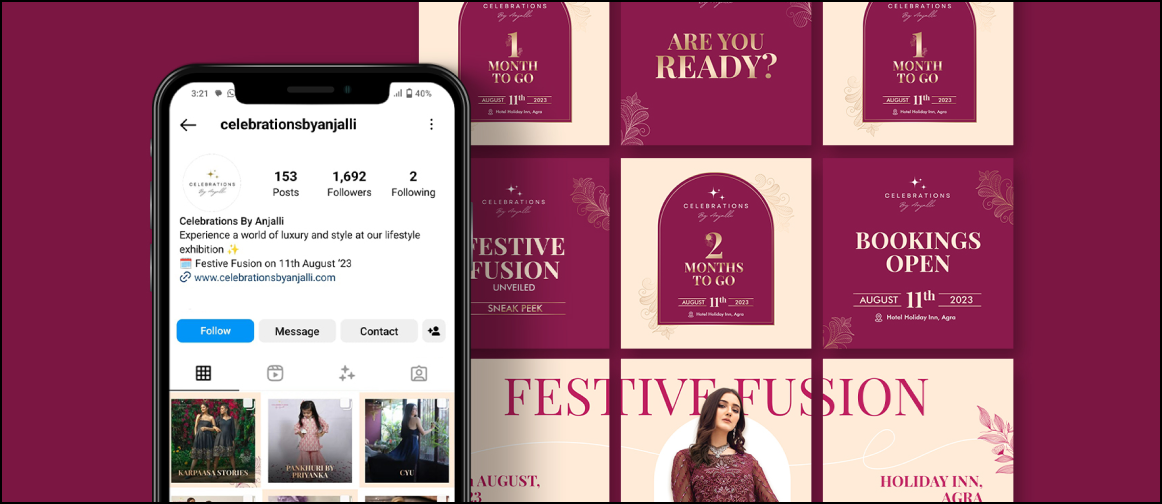 3:21
40%
celebrationsbyanjalli
153
Posts
1,692
Followers
2
Following
CELEBRATIONS
By Anjalli
Celebrations By Anjalli
Experience a world of luxury and style at our lifestyle
exhibition ✨
🗓️ Festive Fusion on 11th August ‘23
www.celebrationsbyanjalli.com
Follow
Message
Contact
KARPAASA STORIES
PANKHURI BY
PRIYANKA
CYU
CELEBRATIONS
By Anjalli
1
MONTH
TO GO
AUGUST 11th 2023
Hotel Holiday Inn, Agra
CELEBRATIONS
By Anjalli
ARE YOU
READY?
CELEBRATIONS
By Anjalli
1
MONTH
TO GO
AUGUST 11th 2023
Hotel Holiday Inn, Agra
CELEBRATIONS
By Anjalli
FESTIVE
FUSION
UNVEILED
SNEAK PEEK
CELEBRATIONS
By Anjalli
2
MONTHS
TO GO
AUGUST 11th 2023
Hotel Holiday Inn, Agra
CELEBRATIONS
By Anjalli
BOOKINGS
OPEN
AUGUST 11th 2023
Hotel Holiday Inn, Agra
FESTIVE FUSION
AUGUST,
23
HOLIDAY INN,
AGRA